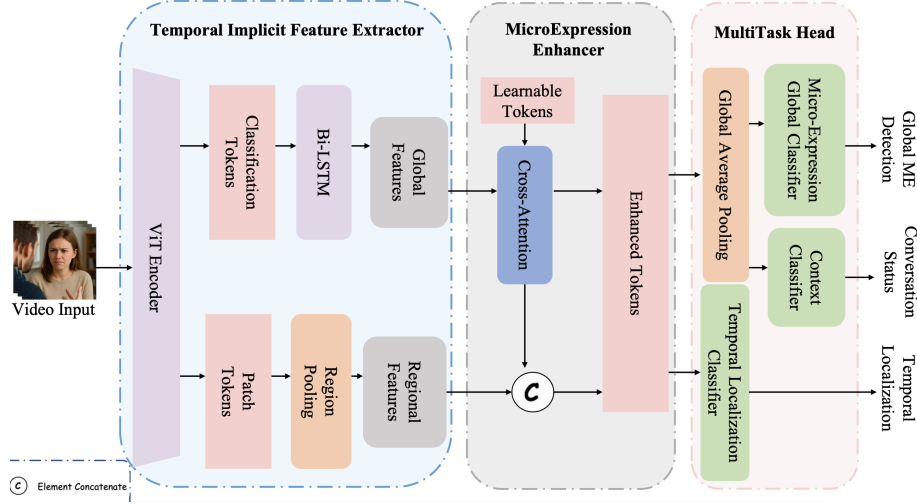 Temporal Implicit Feature Extractor
MicroExpression
Enhancer
MultiTask Head
Video Input
ViT Encoder
Classification
Tokens
Bi-LSTM
Global
Features
Patch
Tokens
Region
Pooling
Regional
Features
Learnable
Tokens
Cross-Attention
C
Enhanced Tokens
Global Average Pooling
Micro-Expression
Global Classifier
Context
Classifier
Temporal Localization
Classifier
Global ME
Detection
Conversation
Status
Temporal
Localization
C Element Concatenate